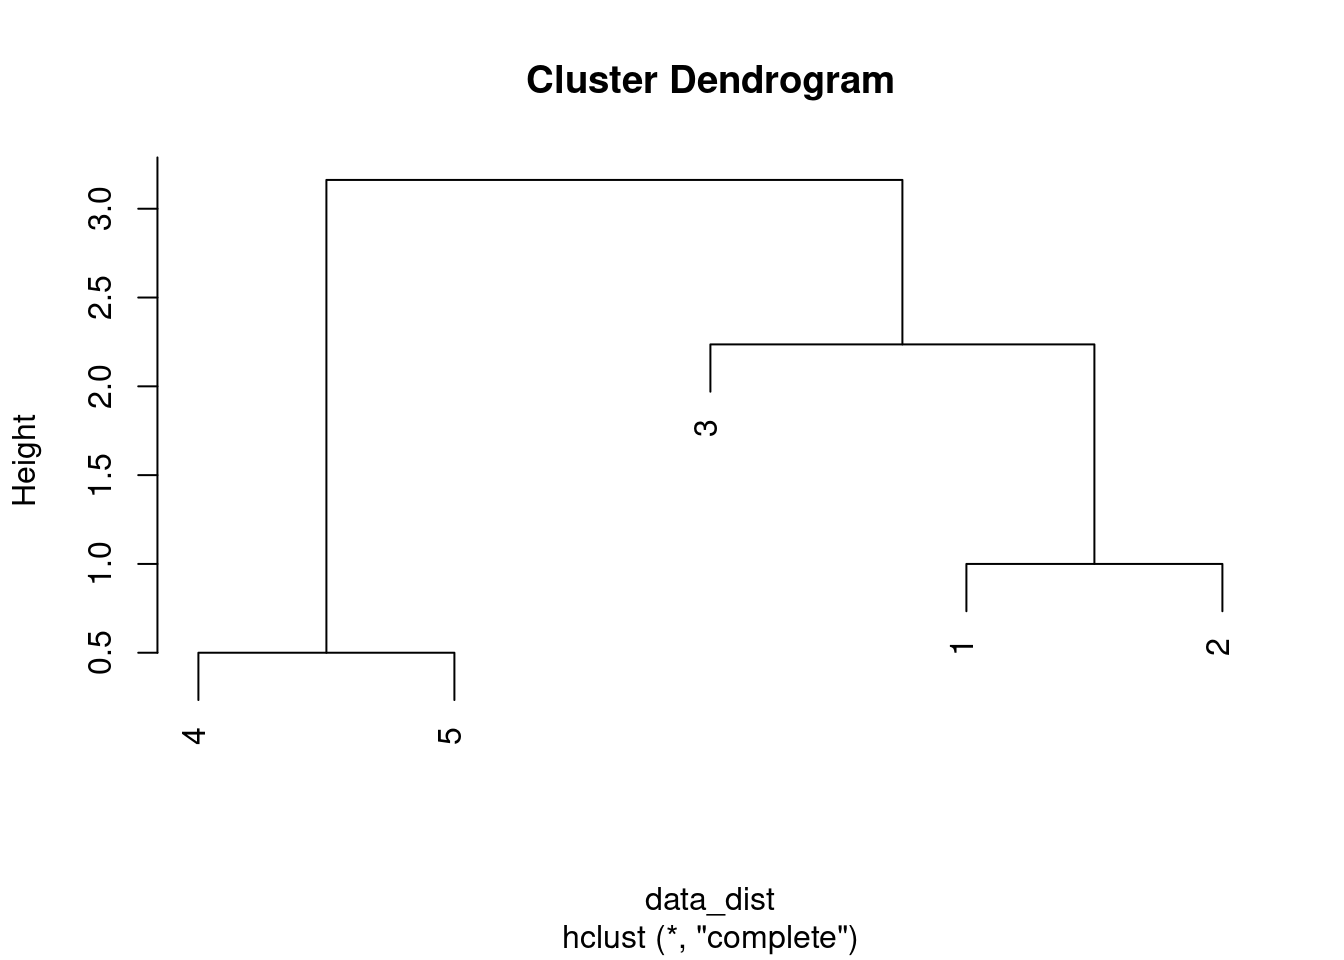 Cluster Dendrogram
Height
3.0
2.5
2.0
1.5
1.0
0.5
3
1
2
4
5
data_dist
hclust (*, "complete")